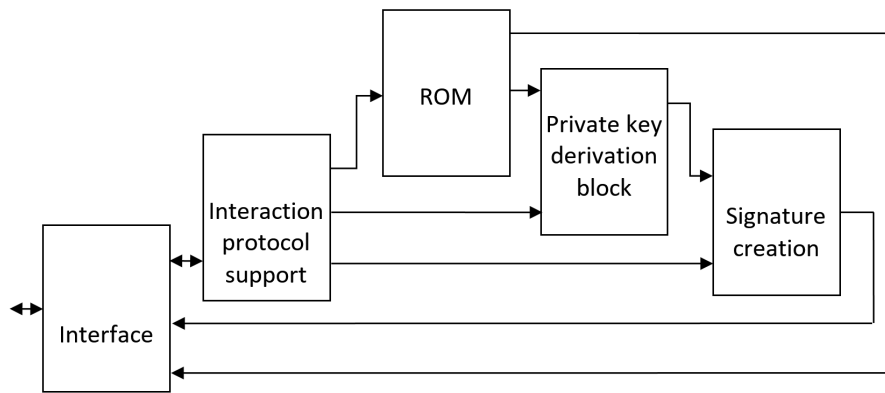 ROM
Private key
derivation
block
Interaction
protocol
support
Signature
creation
Interface